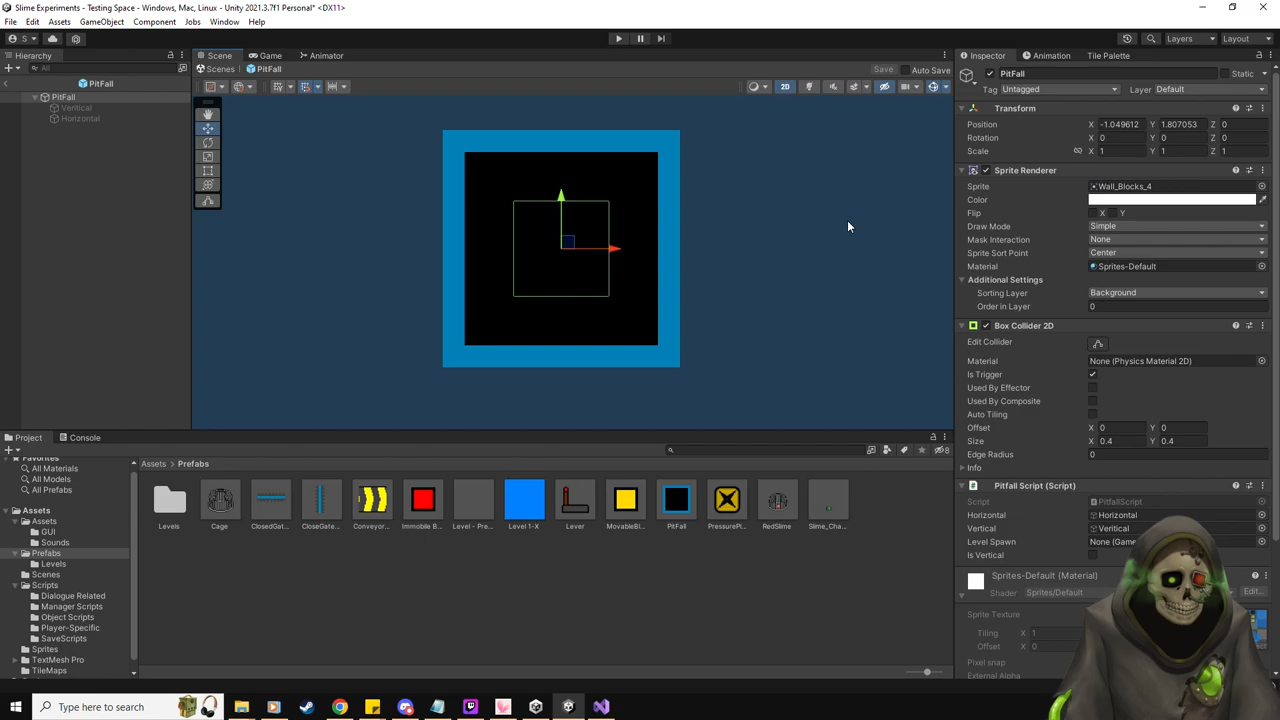 Slime Experiments - Testing Space - Windows, Mac, Linux - Unity 2021.3.7f1 Personal* <DX11>
File Edit Assets GameObject Component Jobs Window Help
S
Layers Layout
Hierarchy
Scene Game Animator
Inspector Animation Tile Palette
All
Scenes PitFall
Save Auto Save
PitFall
PitFall
Veritical
Horizontal
2D
PitFall Static
Tag Untagged Layer Default
Transform
Position X -1.049612 Y 1.807053 Z 0
Rotation X 0 Y 0 Z 0
Scale X 1 Y 1 Z 1
Sprite Renderer
Sprite Wall_Blocks_4
Color
Flip X Y
Draw Mode Simple
Mask Interaction None
Sprite Sort Point Center
Material Sprites-Default
Additional Settings
Sorting Layer Background
Order in Layer 0
Box Collider 2D
Edit Collider
Material None (Physics Material 2D)
Is Trigger
Used By Effector
Used By Composite
Auto Tiling
Offset X 0 Y 0
Size X 0.4 Y 0.4
Edge Radius 0
Info
Pitfall Script (Script)
Script PitfallScript
Horizontal Horizontal
Vertical Veritical
Level Spawn None (Game
Is Vertical
Sprites-Default (Material)
Shader Sprites/Default Edit...
Sprite Texture
Tiling X 1
Offset X 0
Pixel snap
External Alpha
Project Console
8
Favorites
All Materials
All Models
All Prefabs
Assets
Assets
GUI
Sounds
Prefabs
Levels
Scenes
Scripts
Dialogue Related
Manager Scripts
Object Scripts
Player-Specific
SaveScripts
Sprites
TextMesh Pro
TileMaps
Assets > Prefabs
Levels Cage ClosedGat... CloseGate... Conveyor... Immobile B... Level - Pre... Level 1-X Lever MovableBl... PitFall PressurePl... RedSlime Slime_Cha...
Type here to search